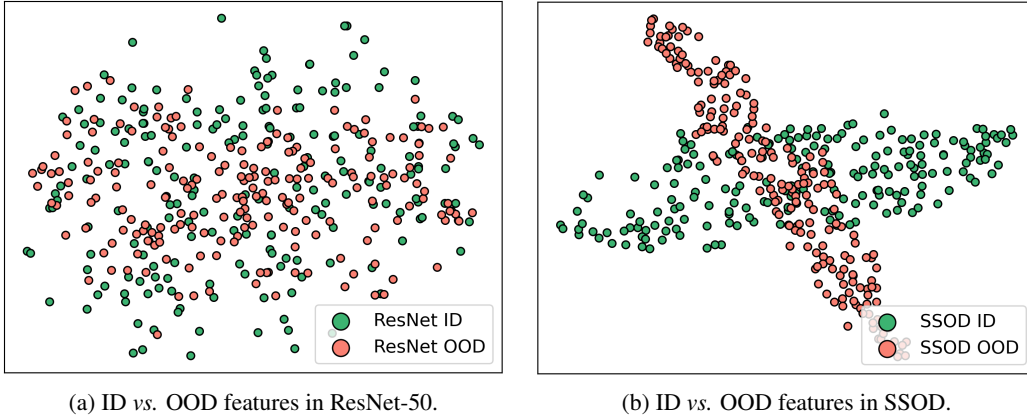 ResNet ID
ResNet OOD
SSOD ID
SSOD OOD
(a) ID vs. OOD features in ResNet-50.
(b) ID vs. OOD features in SSOD.